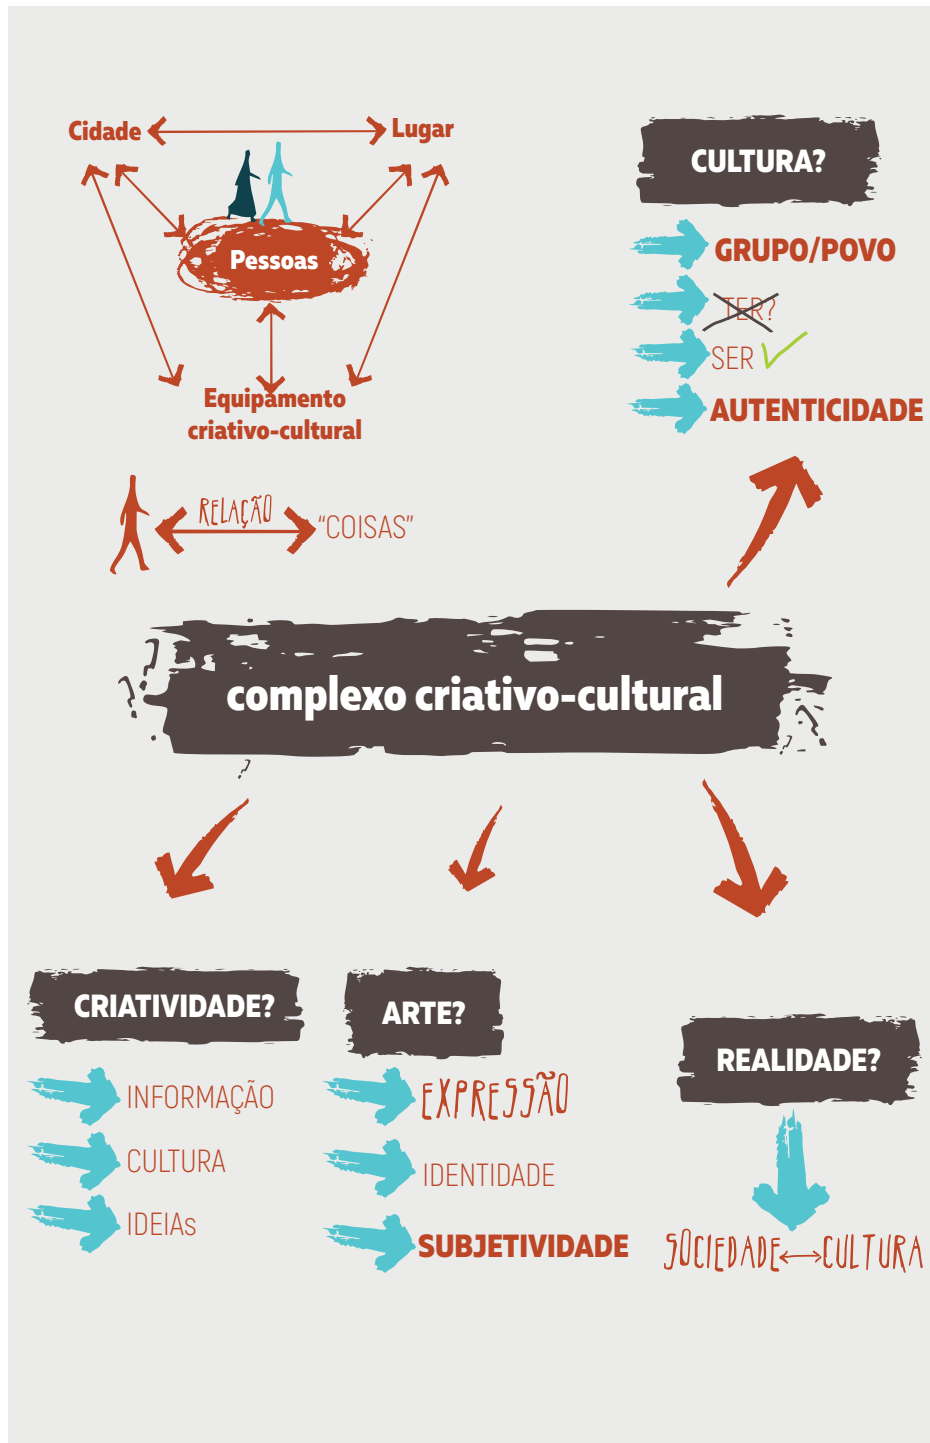 Cidade
Lugar
Pessoas
Equipamento
criativo-cultural
RELAÇÃO
"COISAS"
CULTURA?
GRUPO/POVO
TER?
SER
AUTENTICIDADE
complexo criativo-cultural
CRIATIVIDADE?
INFORMAÇÃO
CULTURA
IDEIAs
ARTE?
EXPRESSÃO
IDENTIDADE
SUBJETIVIDADE
REALIDADE?
SOCIEDADE CULTURA